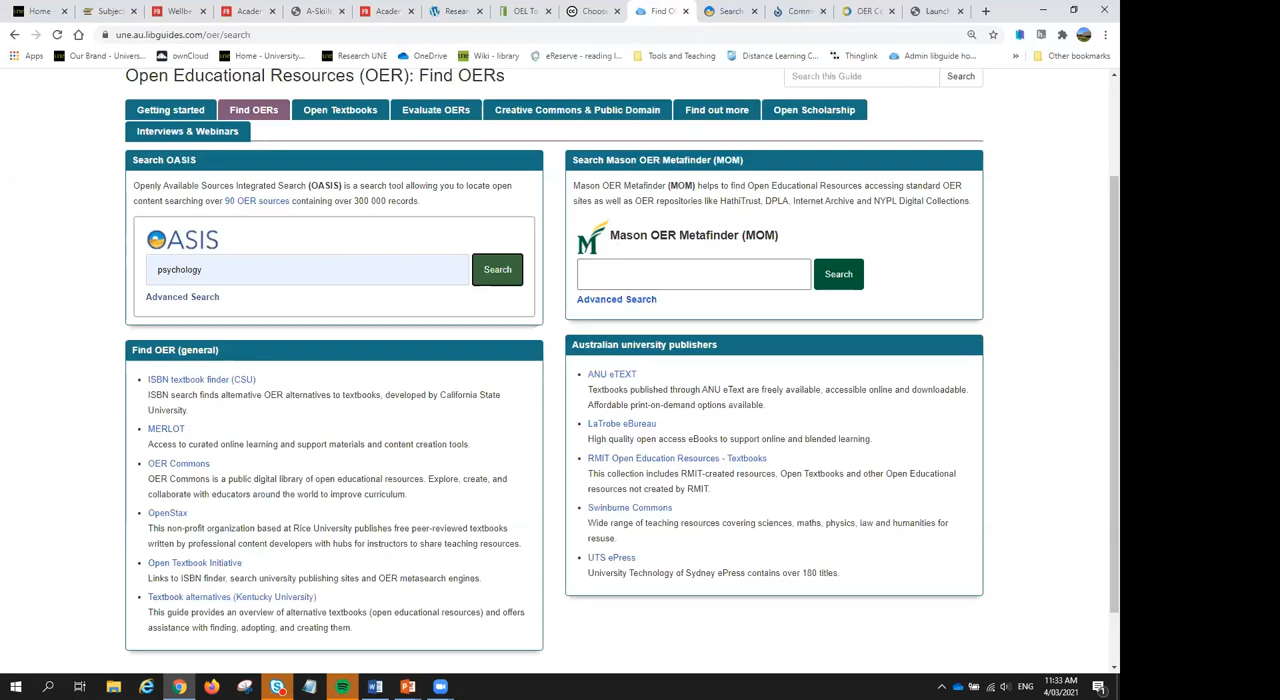 Home
Subject
Wellbe
Acader
A-Skill
Acader
Resear
OEL To
Choose
Find O
Search
Comm
OER C
Launch
une.au.libguides.com/oer/search
Apps
Our Brand - Univers...
ownCloud
Home - University...
Research UNE
OneDrive
Wiki - library
eReserve - reading l...
Tools and Teaching
Distance Learning C...
Thinglink
Admin libguide ho...
»
Other bookmarks
Open Educational Resources (OER): Find OERs
Search this Guide
Search
Getting started
Find OERs
Open Textbooks
Evaluate OERs
Creative Commons & Public Domain
Find out more
Open Scholarship
Interviews & Webinars
Search OASIS
Openly Available Sources Integrated Search (OASIS) is a search tool allowing you to locate open
content searching over 90 OER sources containing over 300 000 records.
OASIS
psychology
Search
Advanced Search
Search Mason OER Metafinder (MOM)
Mason OER Metafinder (MOM) helps to find Open Educational Resources accessing standard OER
sites as well as OER repositories like HathiTrust, DPLA, Internet Archive and NYPL Digital Collections.
M Mason OER Metafinder (MOM)
Search
Advanced Search
Find OER (general)
ISBN textbook finder (CSU)
ISBN search finds alternative OER alternatives to textbooks, developed by California State
University.
MERLOT
Access to curated online learning and support materials and content creation tools.
OER Commons
OER Commons is a public digital library of open educational resources. Explore, create, and
collaborate with educators around the world to improve curriculum.
OpenStax
This non-profit organization based at Rice University publishes free peer-reviewed textbooks
written by professional content developers with hubs for instructors to share teaching resources.
Open Textbook Initiative
Links to ISBN finder, search university publishing sites and OER metasearch engines.
Textbook alternatives (Kentucky University)
This guide provides an overview of alternative textbooks (open educational resources) and offers
assistance with finding, adopting, and creating them.
Australian university publishers
ANU eTEXT
Textbooks published through ANU eText are freely available, accessible online and downloadable.
Affordable print-on-demand options available.
LaTrobe eBureau
High quality open access eBooks to support online and blended learning.
RMIT Open Education Resources - Textbooks
This collection includes RMIT-created resources, Open Textbooks and other Open Educational
resources not created by RMIT.
Swinburne Commons
Wide range of teaching resources covering sciences, maths, physics, law and humanities for
resuse.
UTS ePress
University Technology of Sydney ePress contains over 180 titles.
ENG
11:33 AM
4/03/2021